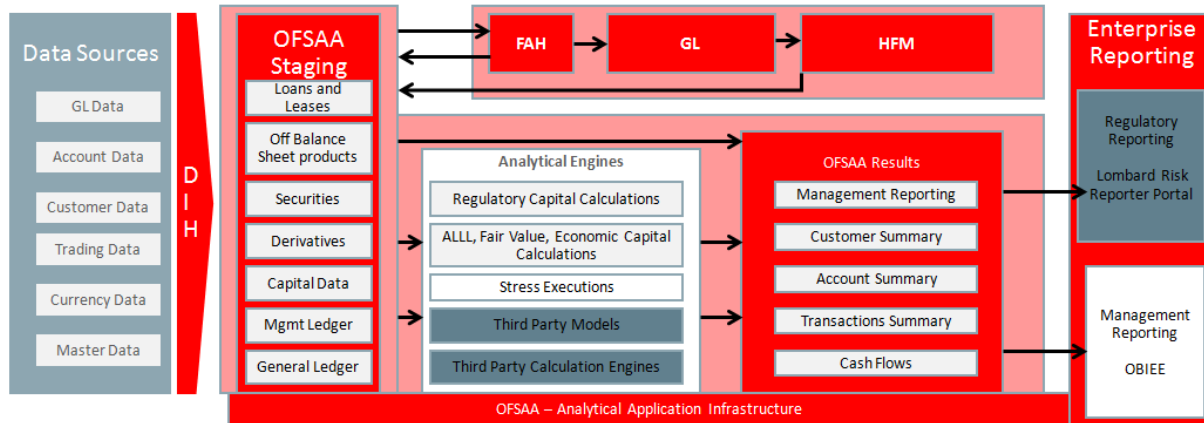 Data Sources
GL Data
Account Data
Customer Data
Trading Data
Currency Data
Master Data
D
I
H
OFSAA
Staging
Loans and
Leases
Off Balance
Sheet products
Securities
Derivatives
Capital Data
Mgmt Ledger
General Ledger
FAH
GL
HFM
Analytical Engines
Regulatory Capital Calculations
ALLL, Fair Value, Economic Capital
Calculations
Stress Executions
Third Party Models
Third Party Calculation Engines
OFSAA Results
Management Reporting
Customer Summary
Account Summary
Transactions Summary
Cash Flows
Enterprise
Reporting
Regulatory
Reporting
Lombard Risk
Reporter Portal
Management
Reporting
OBIEE
OFSAA – Analytical Application Infrastructure